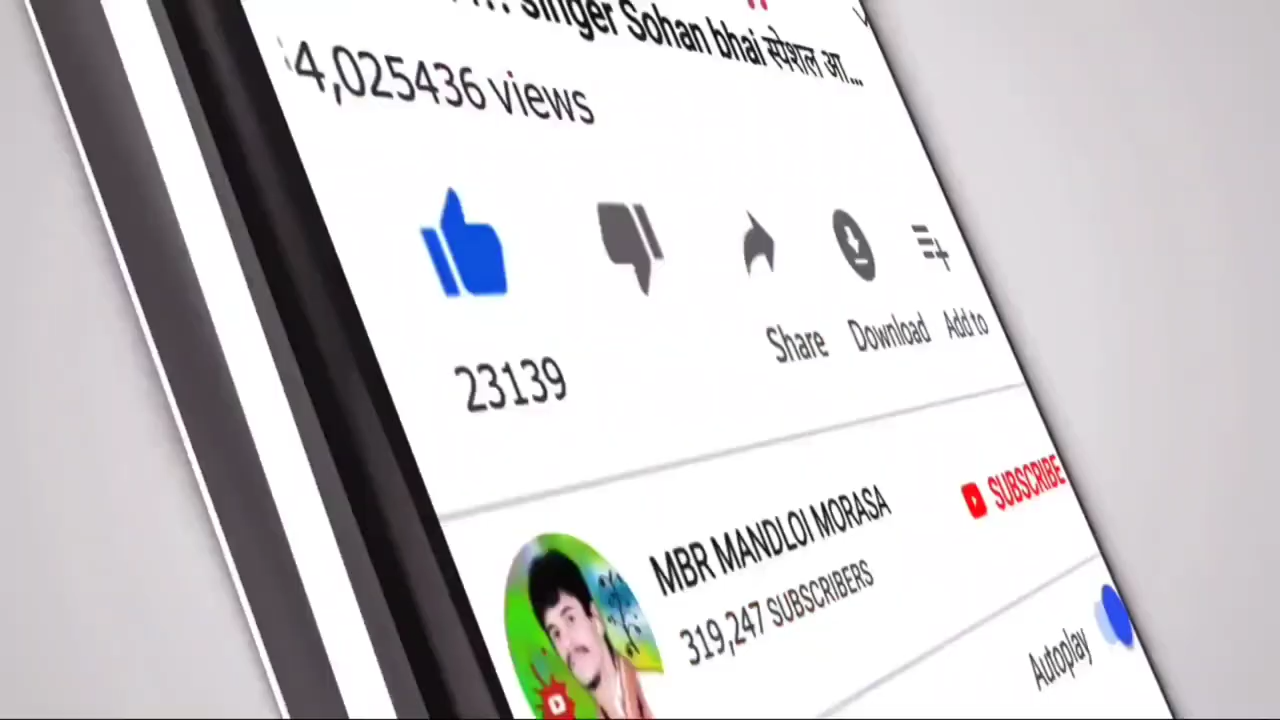 Singer Sohan bhai स्पेशल आ...
4,025436 views
23139
Share
Download
Add to
MBR MANDLOI MORASA
319,247 SUBSCRIBERS
SUBSCRIBE
Autoplay